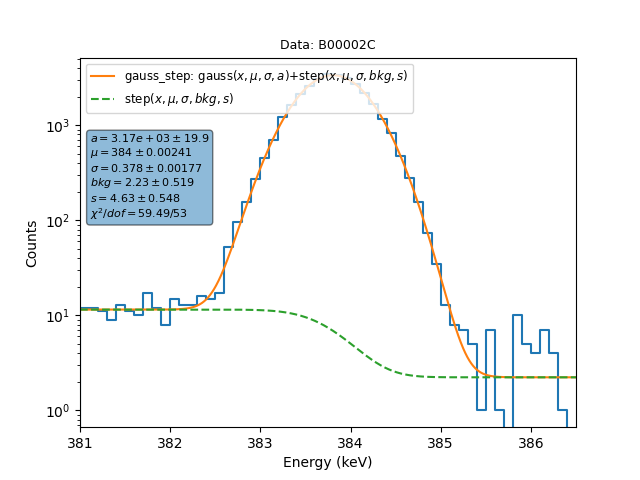 Data: B00002C
gauss_step: gauss(x, μ, σ, a)+step(x, μ, σ, bkg, s)
step(x, μ, σ, bkg, s)
a = 3.17e + 03 ± 19.9
μ = 384 ± 0.00241
σ = 0.378 ± 0.00177
bkg = 2.23 ± 0.519
s = 4.63 ± 0.548
χ²/dof = 59.49/53
10³
10²
10¹
10⁰
Counts
381 382 383 384 385 386
Energy (keV)